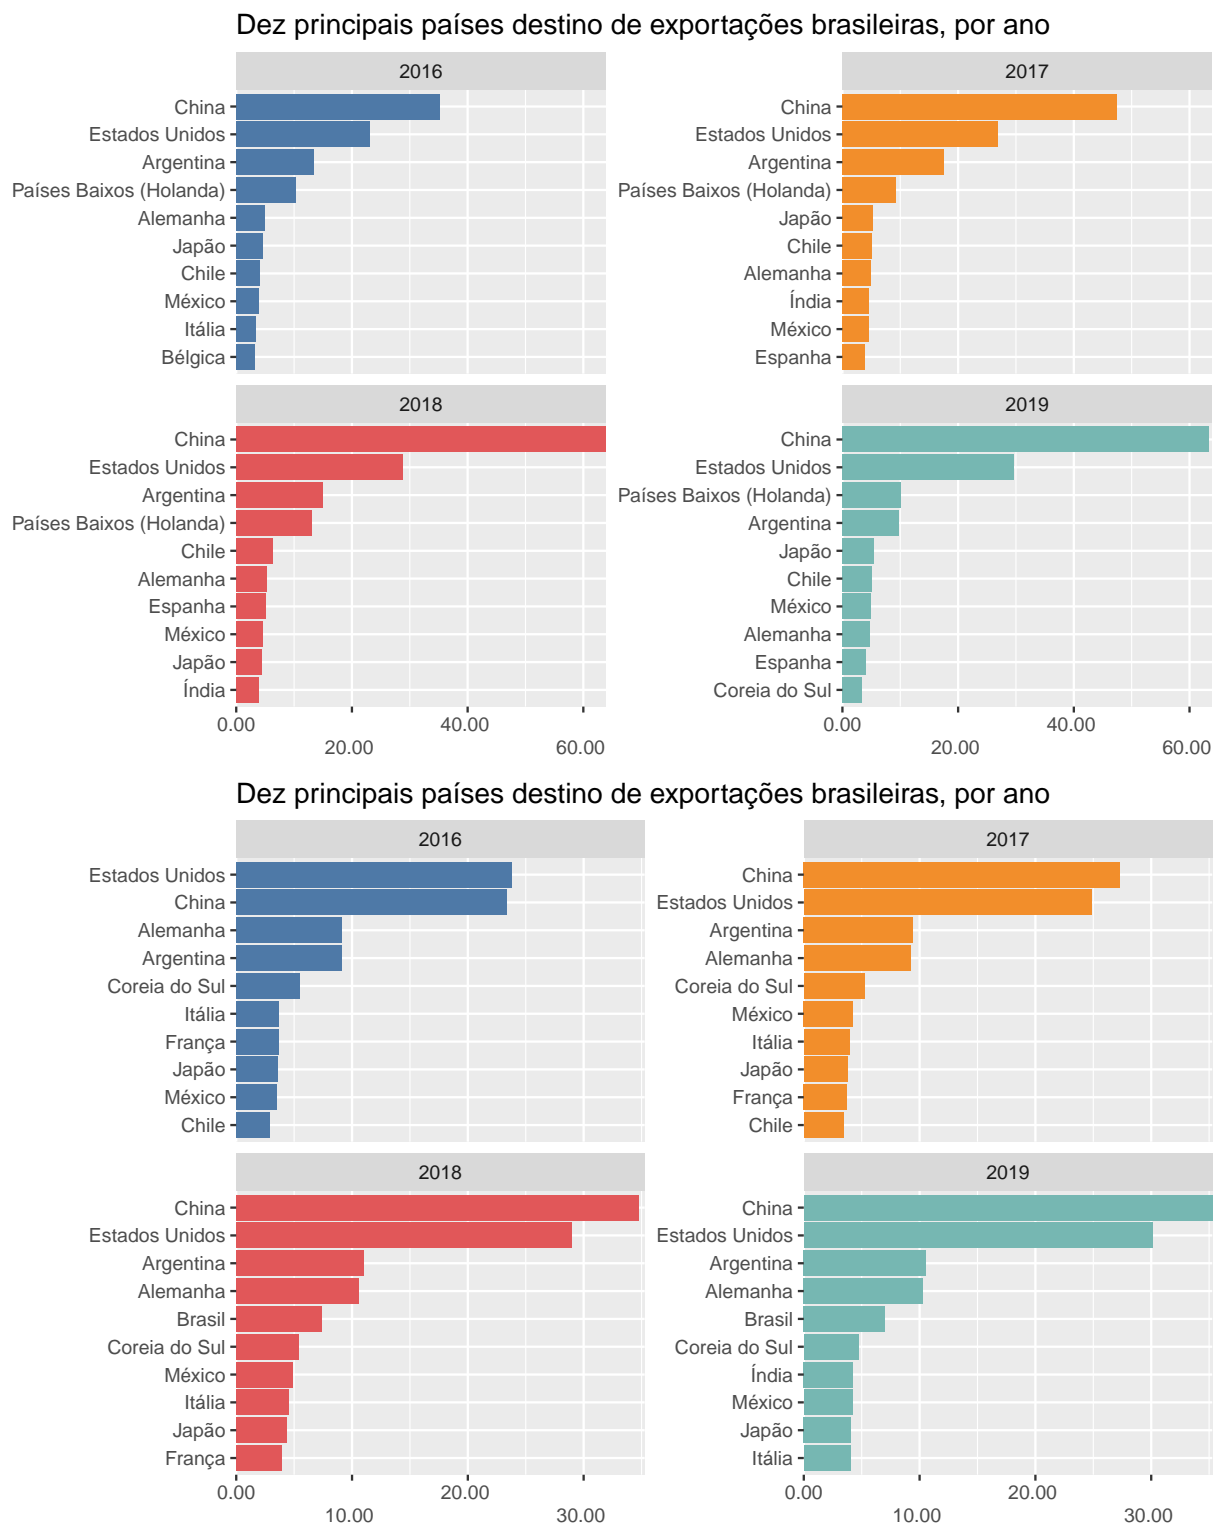 Dez principais países destino de exportações brasileiras, por ano
2016
China
Estados Unidos
Argentina
Países Baixos (Holanda)
Alemanha
Japão
Chile
México
Itália
Bélgica
2017
China
Estados Unidos
Argentina
Países Baixos (Holanda)
Japão
Chile
Alemanha
Índia
México
Espanha
2018
China
Estados Unidos
Argentina
Países Baixos (Holanda)
Chile
Alemanha
Espanha
México
Japão
Índia
0.00
20.00
40.00
60.00
2019
China
Estados Unidos
Países Baixos (Holanda)
Argentina
Japão
Chile
México
Alemanha
Espanha
Coreia do Sul
0.00
20.00
40.00
60.00
Dez principais países destino de exportações brasileiras, por ano
2016
Estados Unidos
China
Alemanha
Argentina
Coreia do Sul
Itália
França
Japão
México
Chile
2017
China
Estados Unidos
Argentina
Alemanha
Coreia do Sul
México
Itália
Japão
França
Chile
2018
China
Estados Unidos
Argentina
Alemanha
Brasil
Coreia do Sul
México
Itália
Japão
França
0.00
10.00
20.00
30.00
2019
China
Estados Unidos
Argentina
Alemanha
Brasil
Coreia do Sul
Índia
México
Japão
Itália
0.00
10.00
20.00
30.00